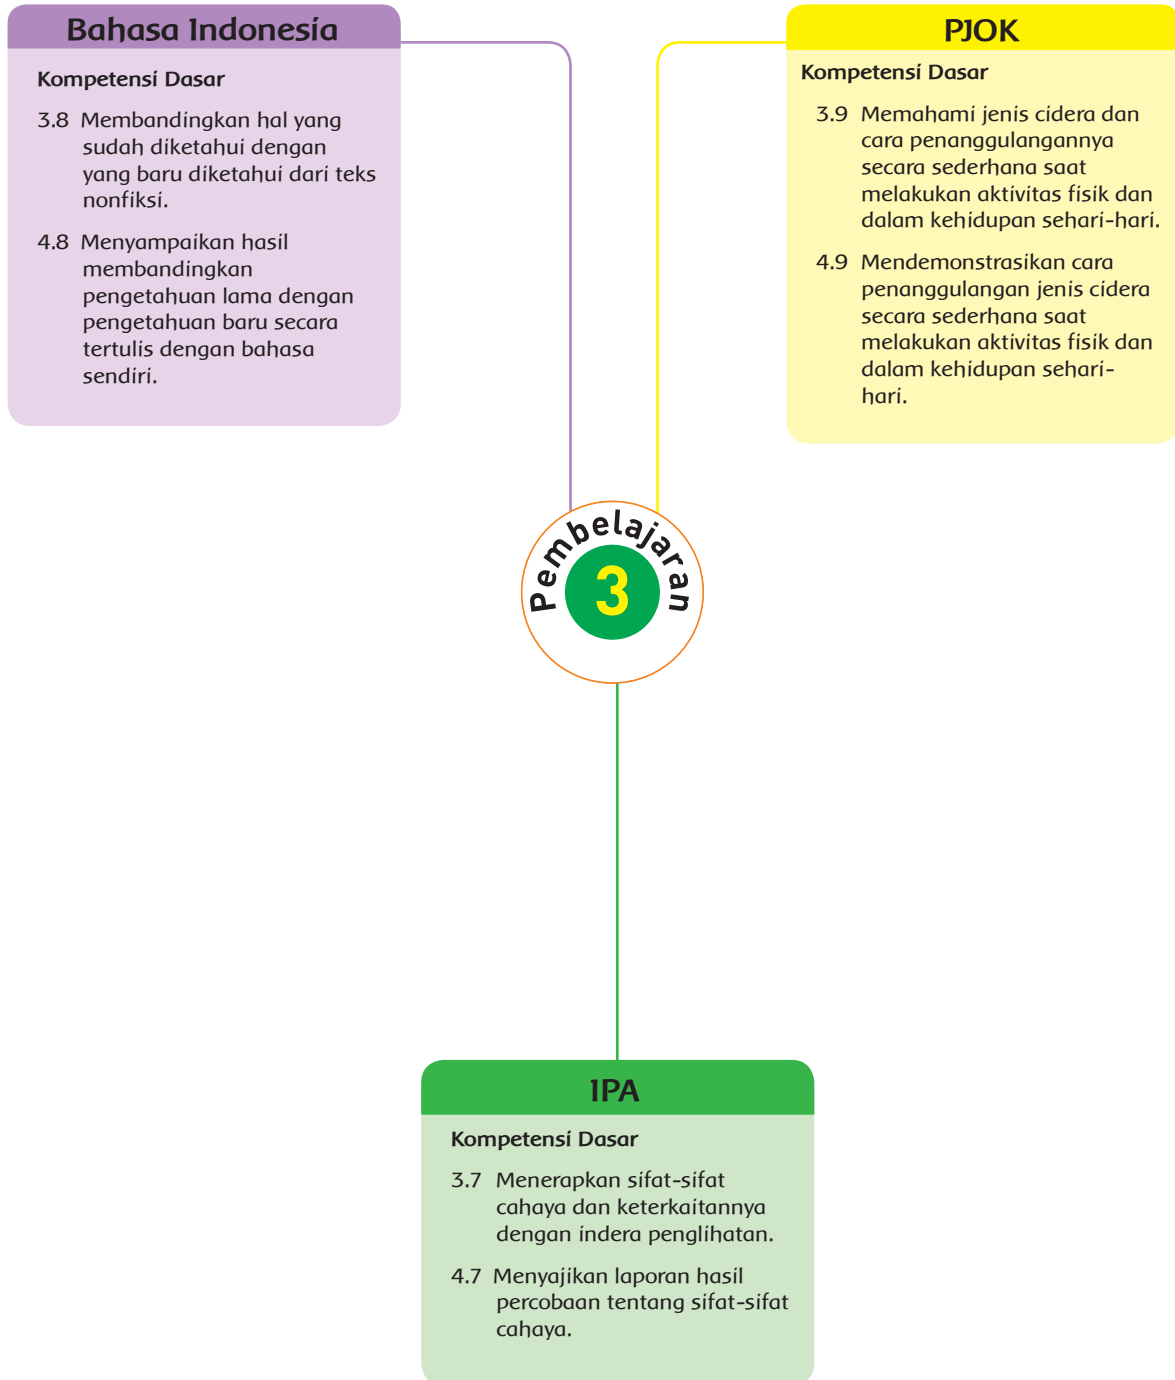 Bahasa Indonesia
Kompetensi Dasar
3.8 Membandingkan hal yang
sudah diketahui dengan
yang baru diketahui dari teks
nonfiksi.
4.8 Menyampaikan hasil
membandingkan
pengetahuan lama dengan
pengetahuan baru secara
tertulis dengan bahasa
sendiri.
PJOK
Kompetensi Dasar
3.9 Memahami jenis cidera dan
cara penanggulangannya
secara sederhana saat
melakukan aktivitas fisik dan
dalam kehidupan sehari-hari.
4.9 Mendemonstrasikan cara
penanggulangan jenis cidera
secara sederhana saat
melakukan aktivitas fisik dan
dalam kehidupan sehari-
hari.
Pembelajaran
3
IPA
Kompetensi Dasar
3.7 Menerapkan sifat-sifat
cahaya dan keterkaitannya
dengan indera penglihatan.
4.7 Menyajikan laporan hasil
percobaan tentang sifat-sifat
cahaya.